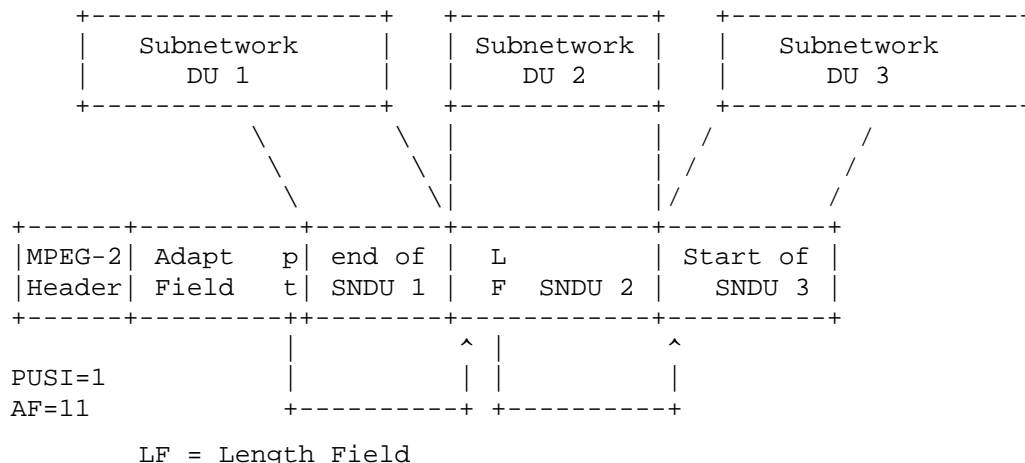 Subnetwork Subnetwork Subnetwork
DU 1 DU 2 DU 3
MPEG-2 Adapt p end of L Start of
Header Field t SNDU 1 F SNDU 2 SNDU 3
PUSI=1
AF=11
LF = Length Field